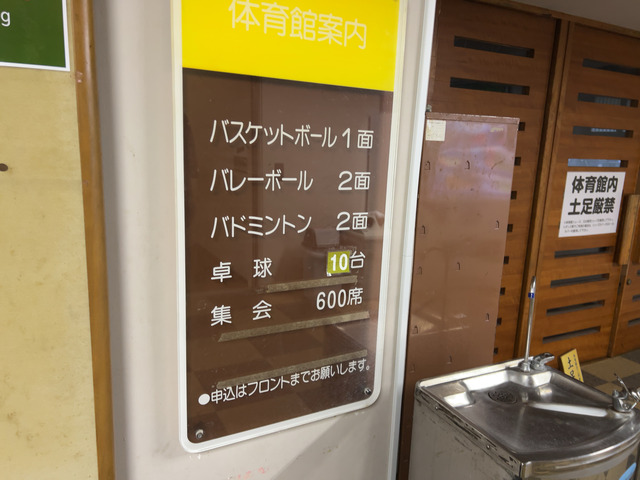 g
体育館案内
バスケットボール 1面
バレーボール 2面
バドミントン 2面
卓球 10台
集会 600席
●申込はフロントまでお願いします。
体育館内
土足厳禁